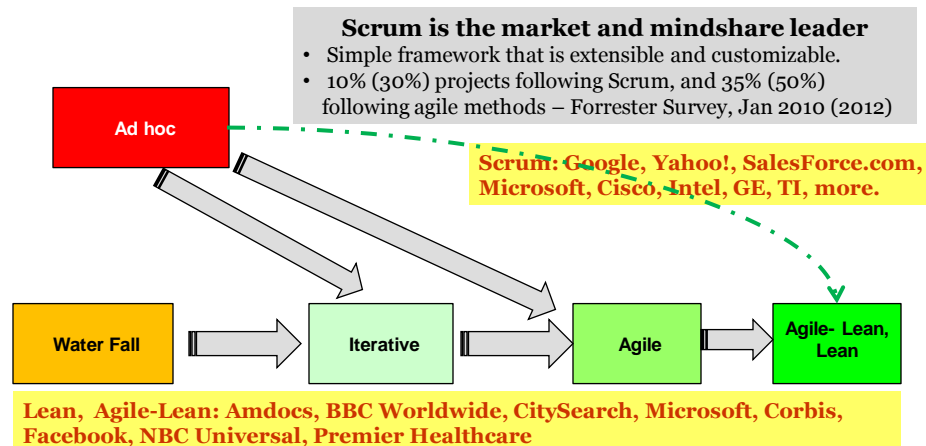 Scrum is the market and mindshare leader
• Simple framework that is extensible and customizable.
• 10% (30%) projects following Scrum, and 35% (50%)
following agile methods – Forrester Survey, Jan 2010 (2012)
Ad hoc
Scrum: Google, Yahoo!, SalesForce.com,
Microsoft, Cisco, Intel, GE, TI, more.
Water Fall
Iterative
Agile
Agile- Lean,
Lean
Lean, Agile-Lean: Amdocs, BBC Worldwide, CitySearch, Microsoft, Corbis,
Facebook, NBC Universal, Premier Healthcare